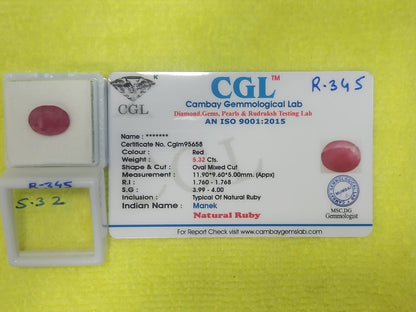 CGL™
R-345
Cambay Gemmological Lab
Diamond.Gems, Pearls & Rudraksh Testing Lab
AN ISO 9001:2015
CGL
Name : *******
Certificate No. Cglm95658
Colour : Red
Weight : 5.32 Cts.
Shape & Cut : Oval Mixed Cut
Measurement : 11.90*9.60*5.00mm. (Appx)
R.I : 1.760 - 1.768
S.G : 3.99 - 4.00
Inclusion : Typical Of Natural Ruby
Indian Name : Manek
Natural Ruby
For Report Check visit: www.cambaygemslab.com
MSC,DG
Gemmologist
R-345
5.32